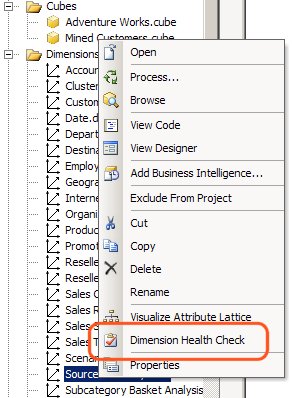 Cubes
Adventure Works.cube
Mined Customers.cube
Dimensions
Accou
Cluster
Custom
Date.d
Depart
Destina
Employ
Geogra
Interne
Organi
Produc
Promot
Reselle
Reselle
Sales C
Sales R
Sales S
Sales T
Scenar
Source
Subcategory Basket Analysis
Open
Process...
Browse
View Code
View Designer
Add Business Intelligence...
Exclude From Project
Cut
Copy
Delete
Rename
Visualize Attribute Lattice
Dimension Health Check
Properties